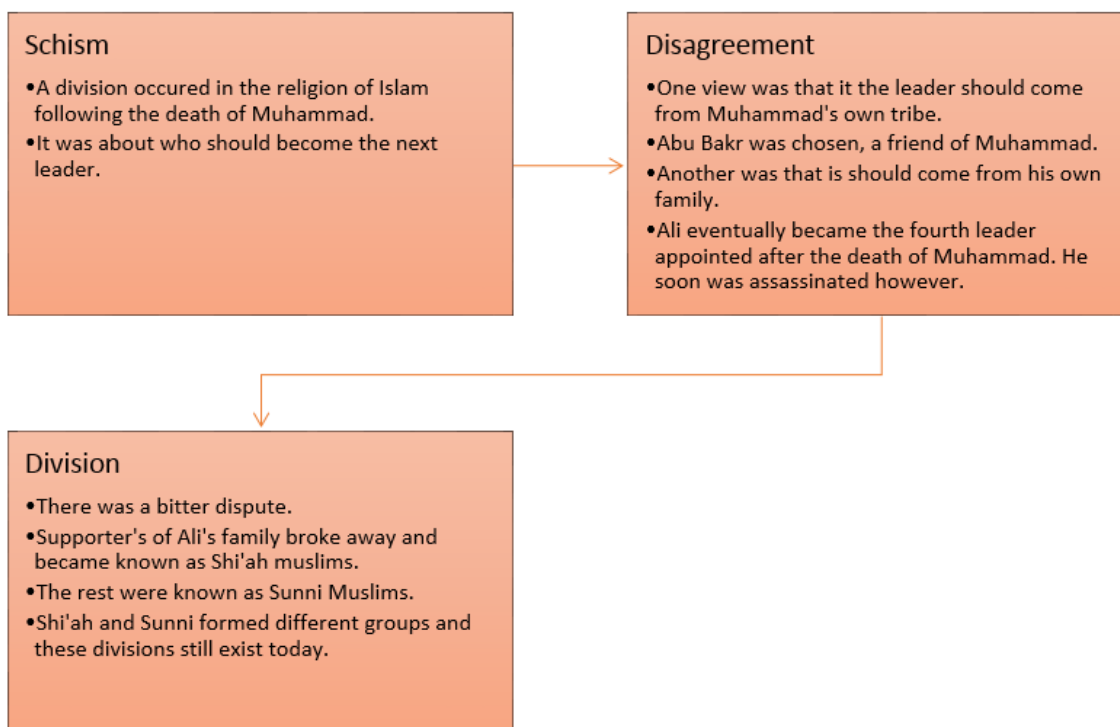 Schism
•A division occured in the religion of Islam
following the death of Muhammad.
•It was about who should become the next
leader.
Disagreement
•One view was that it the leader should come
from Muhammad's own tribe.
•Abu Bakr was chosen, a friend of Muhammad.
•Another was that is should come from his own
family.
•Ali eventually became the fourth leader
appointed after the death of Muhammad. He
soon was assassinated however.
Division
•There was a bitter dispute.
•Supporter's of Ali's family broke away and
became known as Shi'ah muslims.
•The rest were known as Sunni Muslims.
•Shi'ah and Sunni formed different groups and
these divisions still exist today.